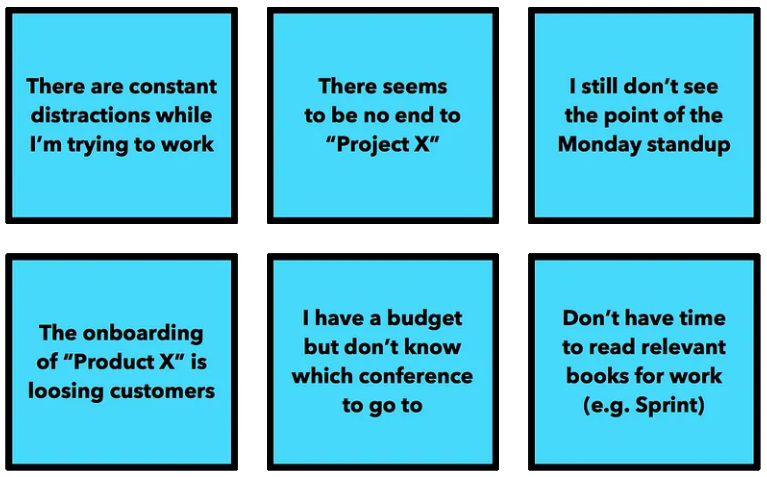 There are constant
distractions while
I'm trying to work
There seems
to be no end to
“Project X”
I still don't see
the point of the
Monday standup
The onboarding
of “Product X” is
loosing customers
I have a budget
but don't know
which conference
to go to
Don't have time
to read relevant
books for work
(e.g. Sprint)